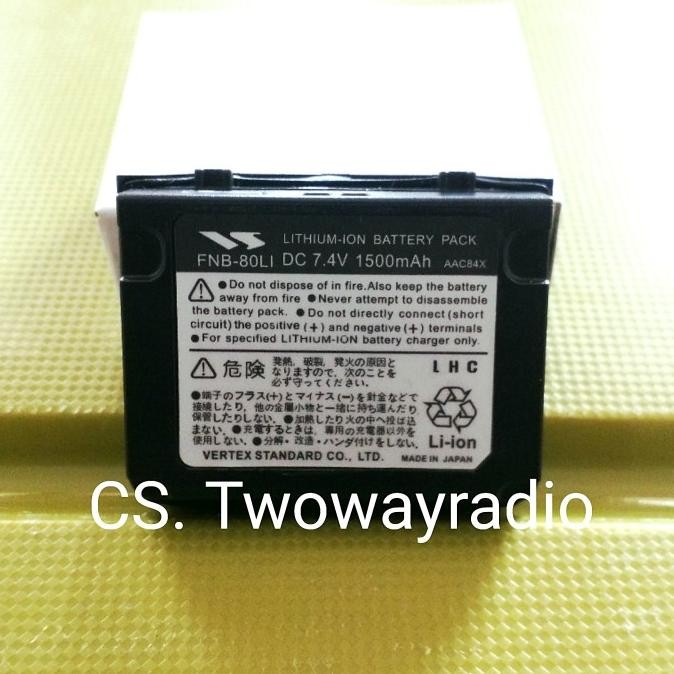 VS LITHIUM-ION BATTERY PACK
FNB-80LI DC 7.4V 1500mAh AAC84X
●Do not dispose of in fire.Also keep the battery
away from fire ●Never attempt to disassemble
the battery pack. ●Do not directly connect (short
circuit) the positive (+) and negative (+) terminals
●For specified LITHIUM-ION battery charger only.
危険 発熱，破裂，発火の原因と
なりますので，次のことを
必ず守ってください。
LHC
●端子のプラス(+)とマイナス(−)を針金などで
接続したり，他の金属小物と一緒に持ち運んだり
保管したりしない。●加熱したり火の中へ投げ込
まない。●充電するときは，専用の充電器以外を
使用しない。●分解・改造・ハンダ付けをしない。
Li-ion
VERTEX STANDARD CO., LTD. MADE IN JAPAN
CS. Twowayradio